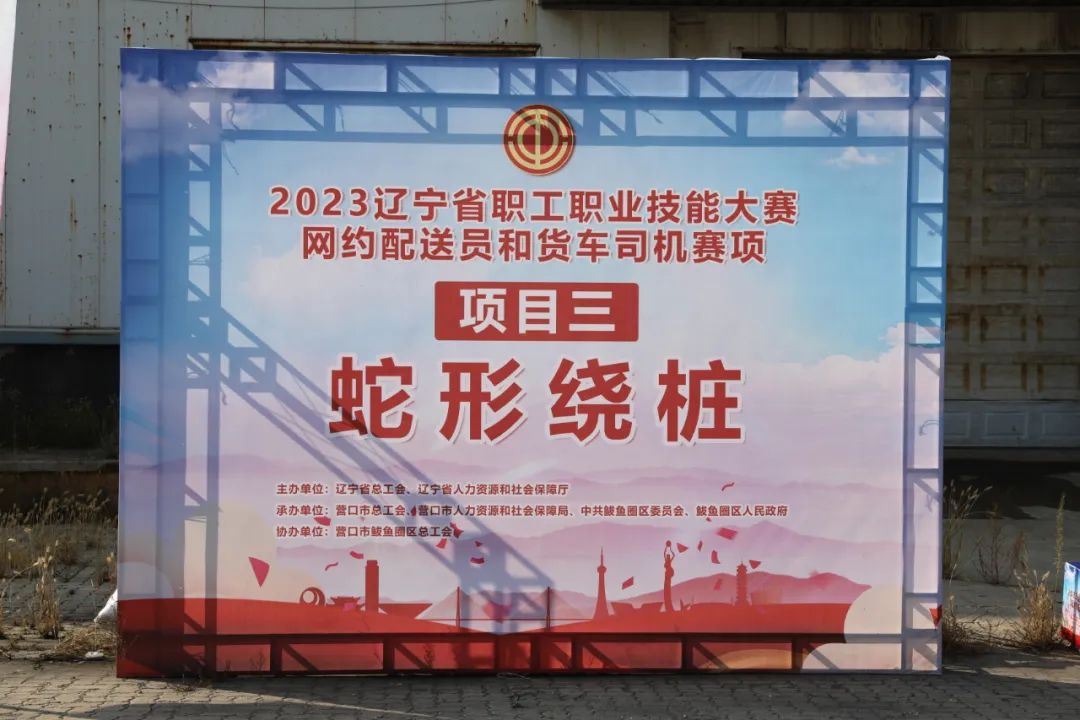 2023辽宁省职工职业技能大赛
网约配送员和货车司机赛项
项目三
蛇形绕桩
主办单位：辽宁省总工会、辽宁省人力资源和社会保障厅
承办单位：营口市总工会、营口市人力资源和社会保障局、中共鲅鱼圈区委员会、鲅鱼圈区人民政府
协办单位：营口市鲅鱼圈区总工会